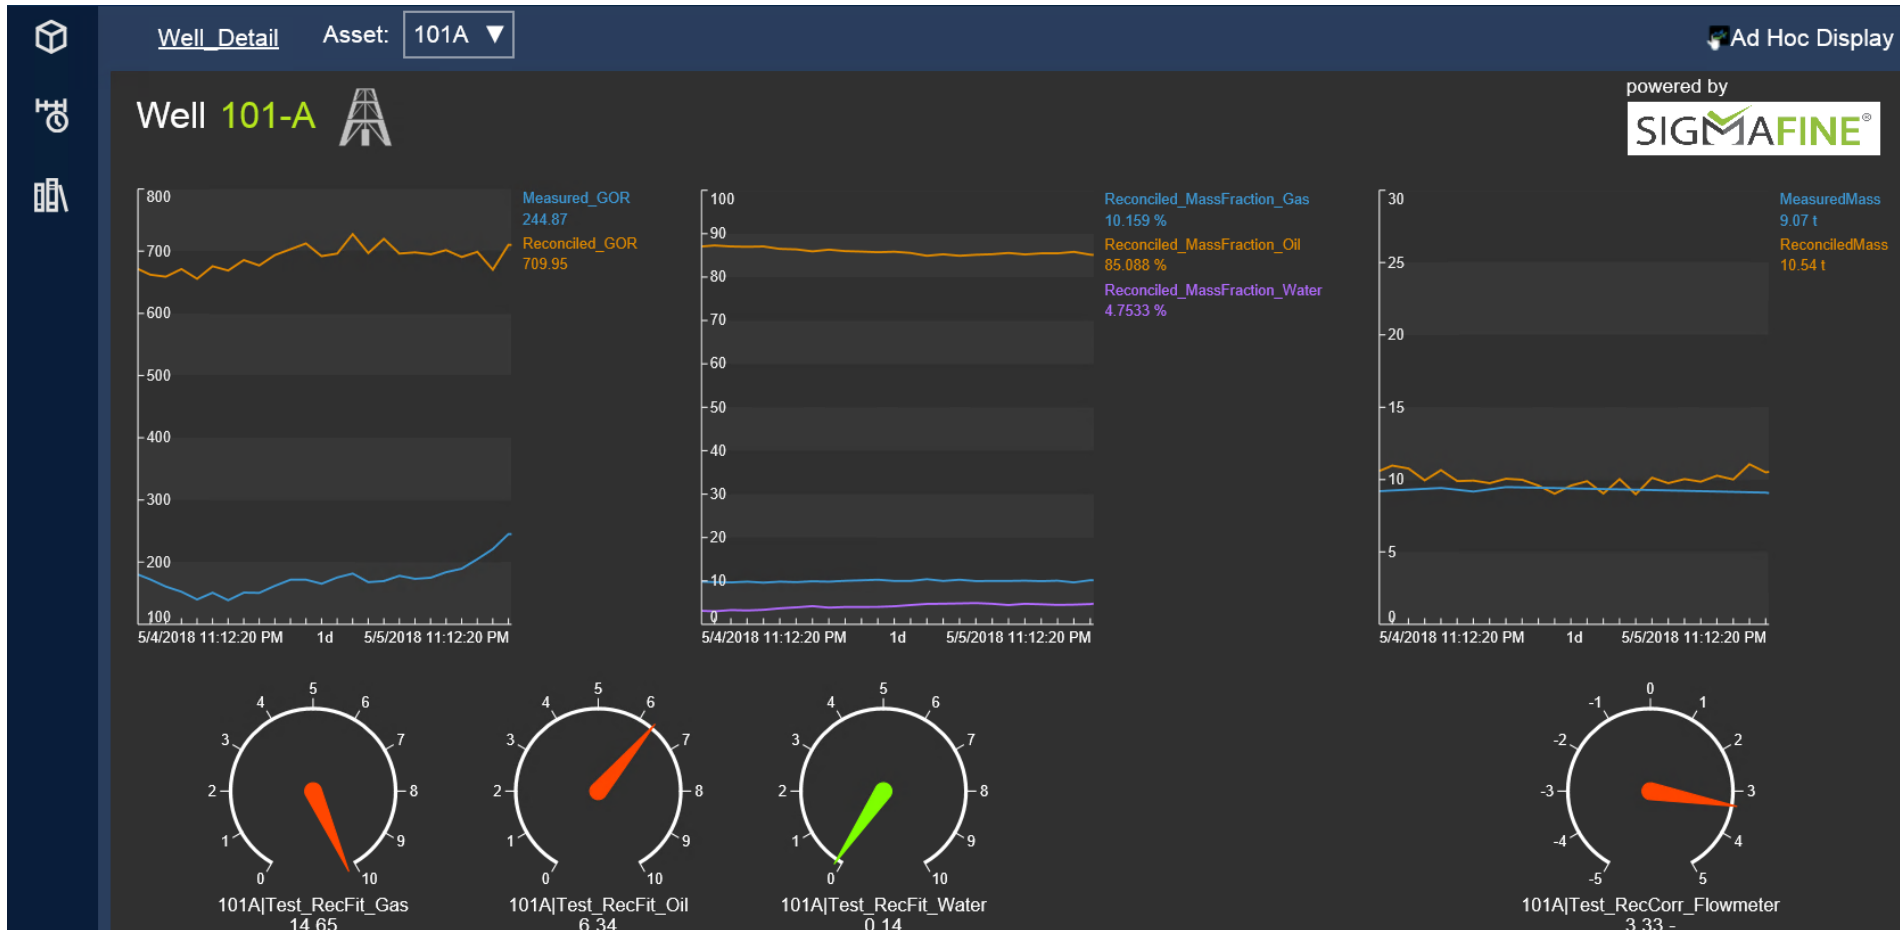 Well_Detail Asset: 101A ▼
Ad Hoc Display
Well 101-A
powered by
SIGMAFINE®
800
700
600
500
400
300
200
100
5/4/2018 11:12:20 PM 1d 5/5/2018 11:12:20 PM
Measured_GOR
244.87
Reconciled_GOR
709.95
100
90
80
70
60
50
40
30
20
10
0
5/4/2018 11:12:20 PM 1d 5/5/2018 11:12:20 PM
Reconciled_MassFraction_Gas
10.159 %
Reconciled_MassFraction_Oil
85.088 %
Reconciled_MassFraction_Water
4.7533 %
30
25
20
15
10
5
0
5/4/2018 11:12:20 PM 1d 5/5/2018 11:12:20 PM
MeasuredMass
9.07 t
ReconciledMass
10.54 t
0 1 2 3 4 5 6 7 8 9 10
101A|Test_RecFit_Gas
14.65
0 1 2 3 4 5 6 7 8 9 10
101A|Test_RecFit_Oil
6.34
0 1 2 3 4 5 6 7 8 9 10
101A|Test_RecFit_Water
0.14
-5 -4 -3 -2 -1 0 1 2 3 4 5
101A|Test_RecCorr_Flowmeter
3.33 -